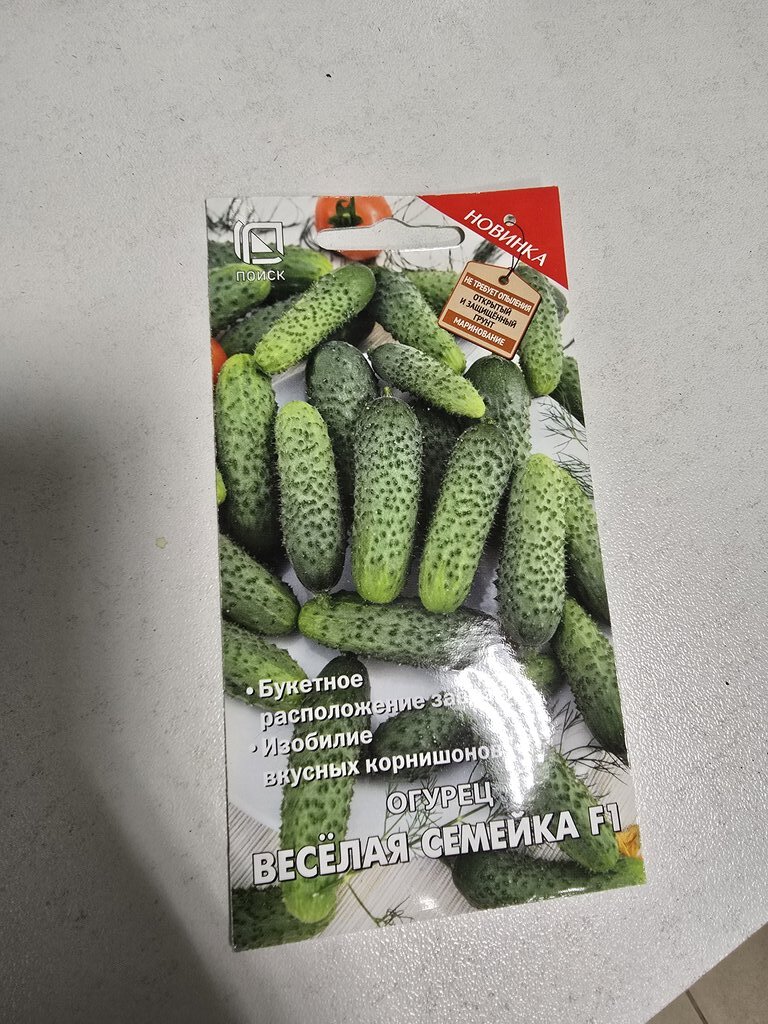 ПОИСК
НОВИНКА
НЕ ТРЕБУЕТ ОПЫЛЕНИЯ
ОТКРЫТЫЙ
И ЗАЩИЩЁННЫЙ
ГРУНТ
МАРИНОВАНИЕ
• Букетное
расположение
• Изобилие
вкусных корнишонов
ОГУРЕЦ
ВЕСЁЛАЯ СЕМЕЙКА F1